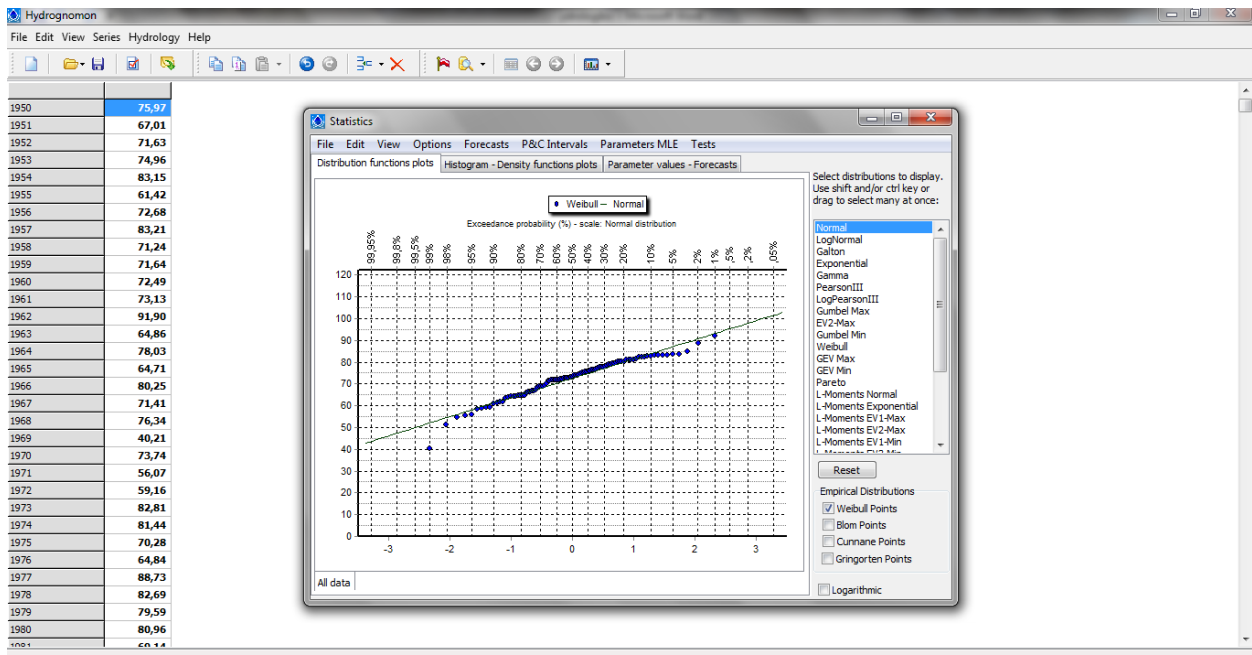 Hydrognomon
File Edit View Series Hydrology Help
1950 75,97
1951 67,01
1952 71,63
1953 74,96
1954 83,15
1955 61,42
1956 72,68
1957 83,21
1958 71,24
1959 71,64
1960 72,49
1961 73,13
1962 91,90
1963 64,86
1964 78,03
1965 64,71
1966 80,25
1967 71,41
1968 76,34
1969 40,21
1970 73,74
1971 56,07
1972 59,16
1973 82,81
1974 81,44
1975 70,28
1976 64,84
1977 88,73
1978 82,69
1979 79,59
1980 80,96
Statistics
File Edit View Options Forecasts P&C Intervals Parameters MLE Tests
Distribution functions plots Histogram - Density functions plots Parameter values - Forecasts
Weibull Normal
Exceedance probability (%) - scale: Normal distribution
99,95% 99,8% 99,5% 99% 98% 95% 90% 80% 70% 60% 50% 40% 30% 20% 10% 5% 2% 1% ,5% ,2% ,05%
120
110
100
90
80
70
60
50
40
30
20
10
0
-3 -2 -1 0 1 2 3
All data
Select distributions to display.
Use shift and/or ctrl key or
drag to select many at once:
Normal
LogNormal
Galton
Exponential
Gamma
PearsonIII
LogPearsonIII
Gumbel Max
EV2-Max
Gumbel Min
Weibull
GEV Max
GEV Min
Pareto
L-Moments Normal
L-Moments Exponential
L-Moments EV1-Max
L-Moments EV2-Max
L-Moments EV1-Min
Reset
Empirical Distributions
Weibull Points
Blom Points
Cunnane Points
Gringorten Points
Logarithmic